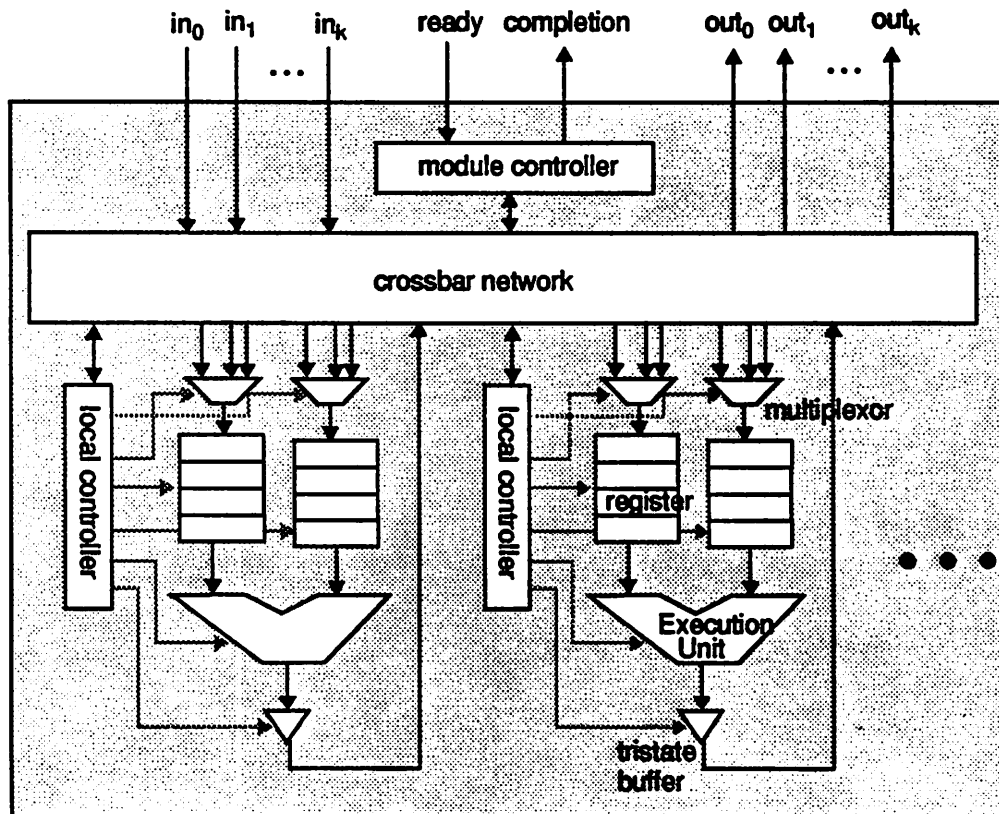 in0 in1 ... ink ready completion out0 out1 ... outk
module controller
crossbar network
local controller
local controller
multiplexor
register
Execution
Unit
tristate
buffer